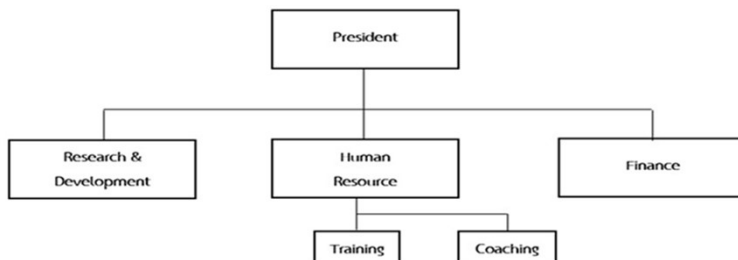 President
Research &
Development
Human
Resource
Finance
Training
Coaching